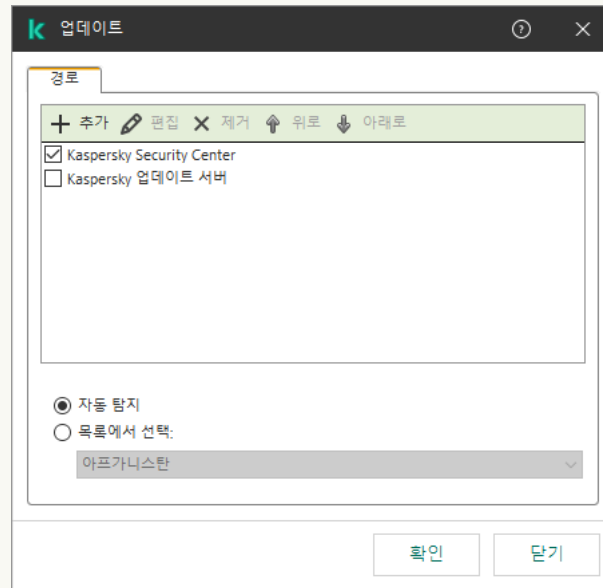 업데이트
경로
추가 편집 제거 위로 아래로
Kaspersky Security Center
Kaspersky 업데이트 서버
자동 탐지
목록에서 선택:
아프가니스탄
확인 닫기